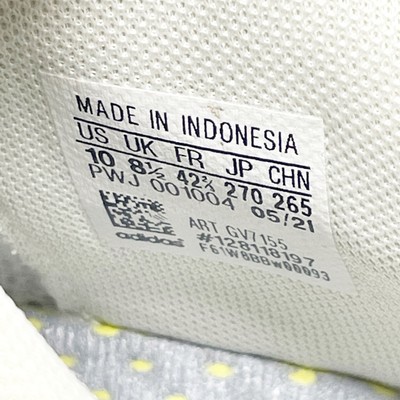 MADE IN INDONESIA
US UK FR JP CHN
10 8½ 42⅔ 270 265
PWJ 001004 05/21
ART GV7155
#128118197
adidas F61W8BBw00093